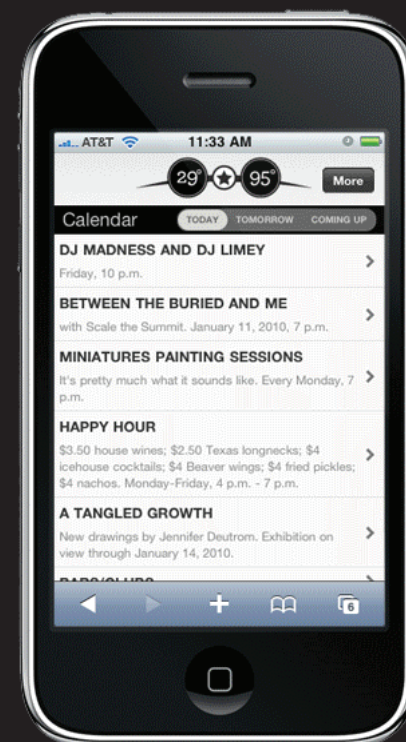 AT&T 11:33 AM
29° 95° More
Calendar TODAY TOMORROW COMING UP
DJ MADNESS AND DJ LIMEY
Friday, 10 p.m.
BETWEEN THE BURIED AND ME
with Scale the Summit. January 11, 2010, 7 p.m.
MINIATURES PAINTING SESSIONS
It's pretty much what it sounds like. Every Monday, 7
p.m.
HAPPY HOUR
$3.50 house wines; $2.50 Texas longnecks; $4
icehouse cocktails; $4 Beaver wings; $4 fried pickles;
$4 nachos. Monday-Friday, 4 p.m. - 7 p.m.
A TANGLED GROWTH
New drawings by Jennifer Deutrom. Exhibition on
view through January 14, 2010.
BARS/CLUBS
6